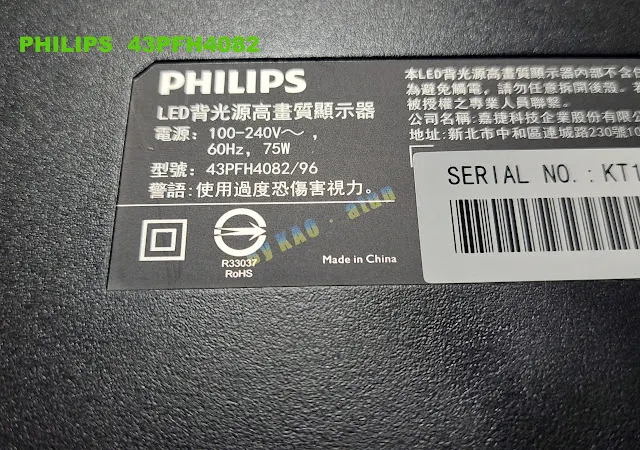 PHILIPS 43PFH4082
PHILIPS
LED背光源高畫質顯示器
電源: 100-240V～ ,
60Hz, 75W
型號: 43PFH4082/96
警語: 使用過度恐傷害視力。
R33037
RoHS
Made in China
by KAO · alan
本LED背光源高畫質顯示器內部不含
為避免觸電, 請勿任意拆開後殼。
被授權之專業人員聯繫。
公司名稱: 嘉捷科技企業股份有限
地址: 新北市中和區連城路230號
SERIAL NO. : KT1